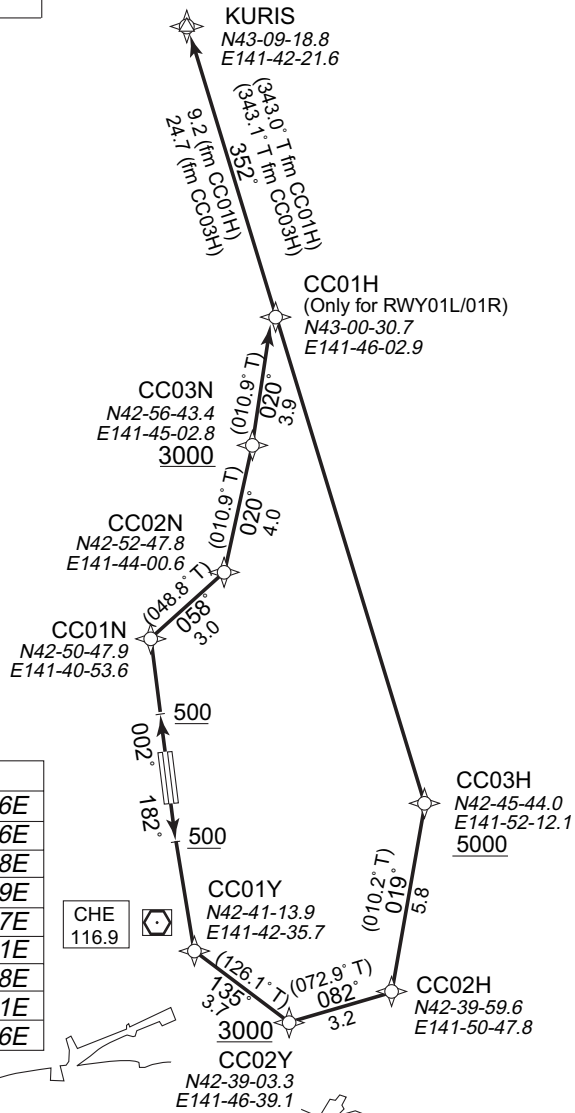 KURIS
N43-09-18.8
E141-42-21.6
(343.0° T fm CC01H)
(343.1° T fm CC03H)
352°
9.2 (fm CC01H)
24.7 (fm CC03H)
CC01H
(Only for RWY01L/01R)
N43-00-30.7
E141-46-02.9
(010.9° T)
020°
3.9
CC03N
N42-56-43.4
E141-45-02.8
3000
(010.9° T)
020°
4.0
CC02N
N42-52-47.8
E141-44-00.6
(048.8° T)
058°
3.0
CC01N
N42-50-47.9
E141-40-53.6
500
002°
182°
500
6E
6E
8E
9E
7E
1E
8E
1E
6E
CHE
116.9
CC01Y
N42-41-13.9
E141-42-35.7
(126.1° T)
135°
3.7
3000
CC02Y
N42-39-03.3
E141-46-39.1
(072.9° T)
082°
3.2
CC02H
N42-39-59.6
E141-50-47.8
(010.2° T)
019°
5.8
CC03H
N42-45-44.0
E141-52-12.1
5000